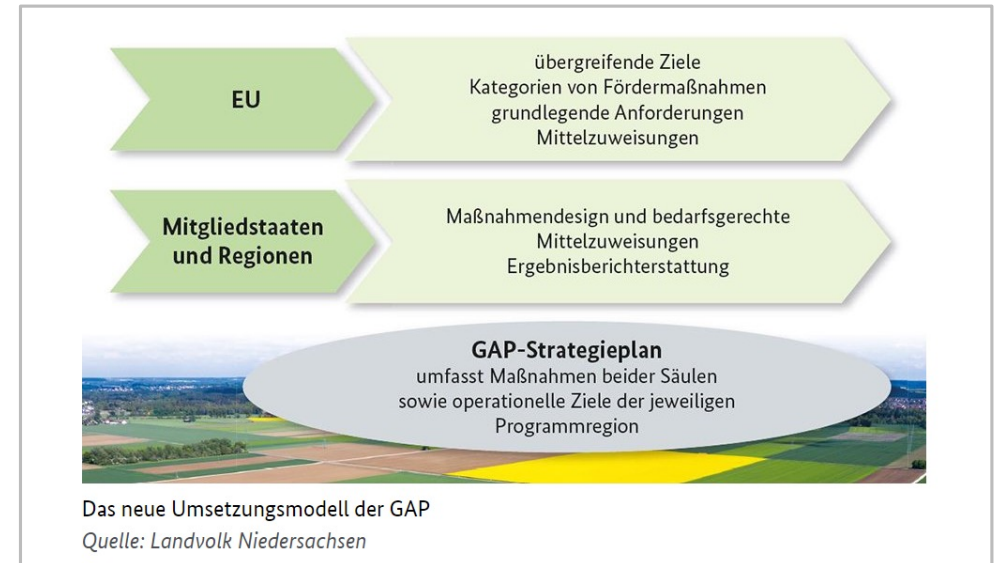 EU
übergreifende Ziele
Kategorien von Fördermaßnahmen
grundlegende Anforderungen
Mittelzuweisungen
Mitgliedstaaten
und Regionen
Maßnahmendesign und bedarfsgerechte
Mittelzuweisungen
Ergebnisberichterstattung
GAP-Strategieplan
umfasst Maßnahmen beider Säulen
sowie operationelle Ziele der jeweiligen
Programmregion
Das neue Umsetzungsmodell der GAP
Quelle: Landvolk Niedersachsen